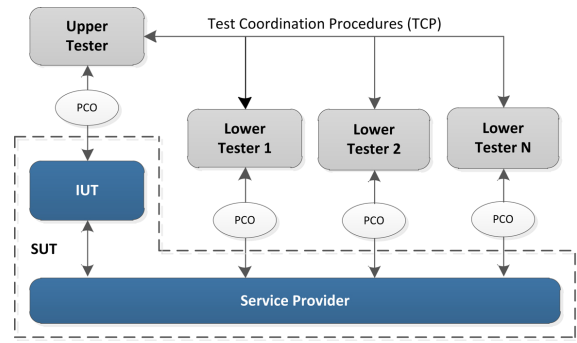 Upper
Tester
Test Coordination Procedures (TCP)
PCO
Lower
Tester 1
Lower
Tester 2
Lower
Tester N
IUT
PCO
PCO
PCO
SUT
Service Provider